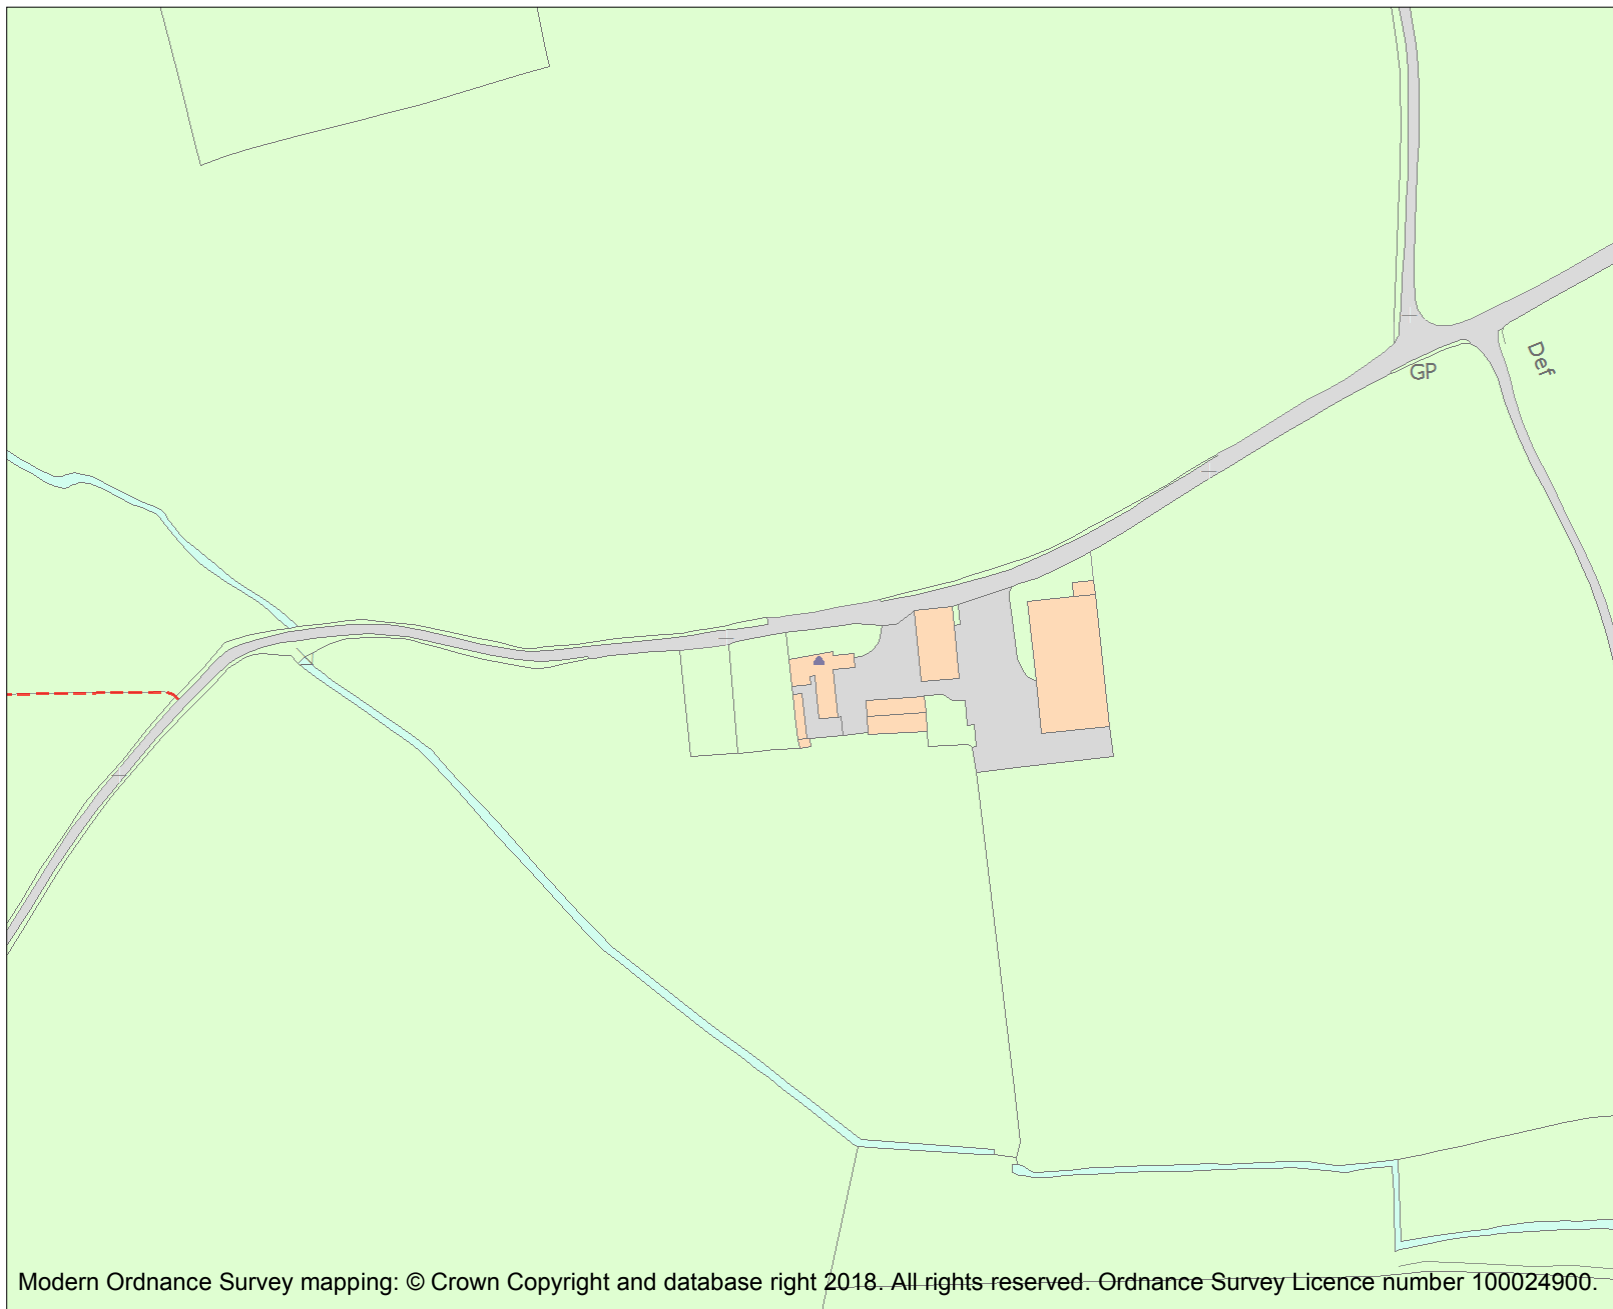 Def
GP
Modern Ordnance Survey mapping: © Crown Copyright and database right 2018. All rights reserved. Ordnance Survey Licence number 100024900.